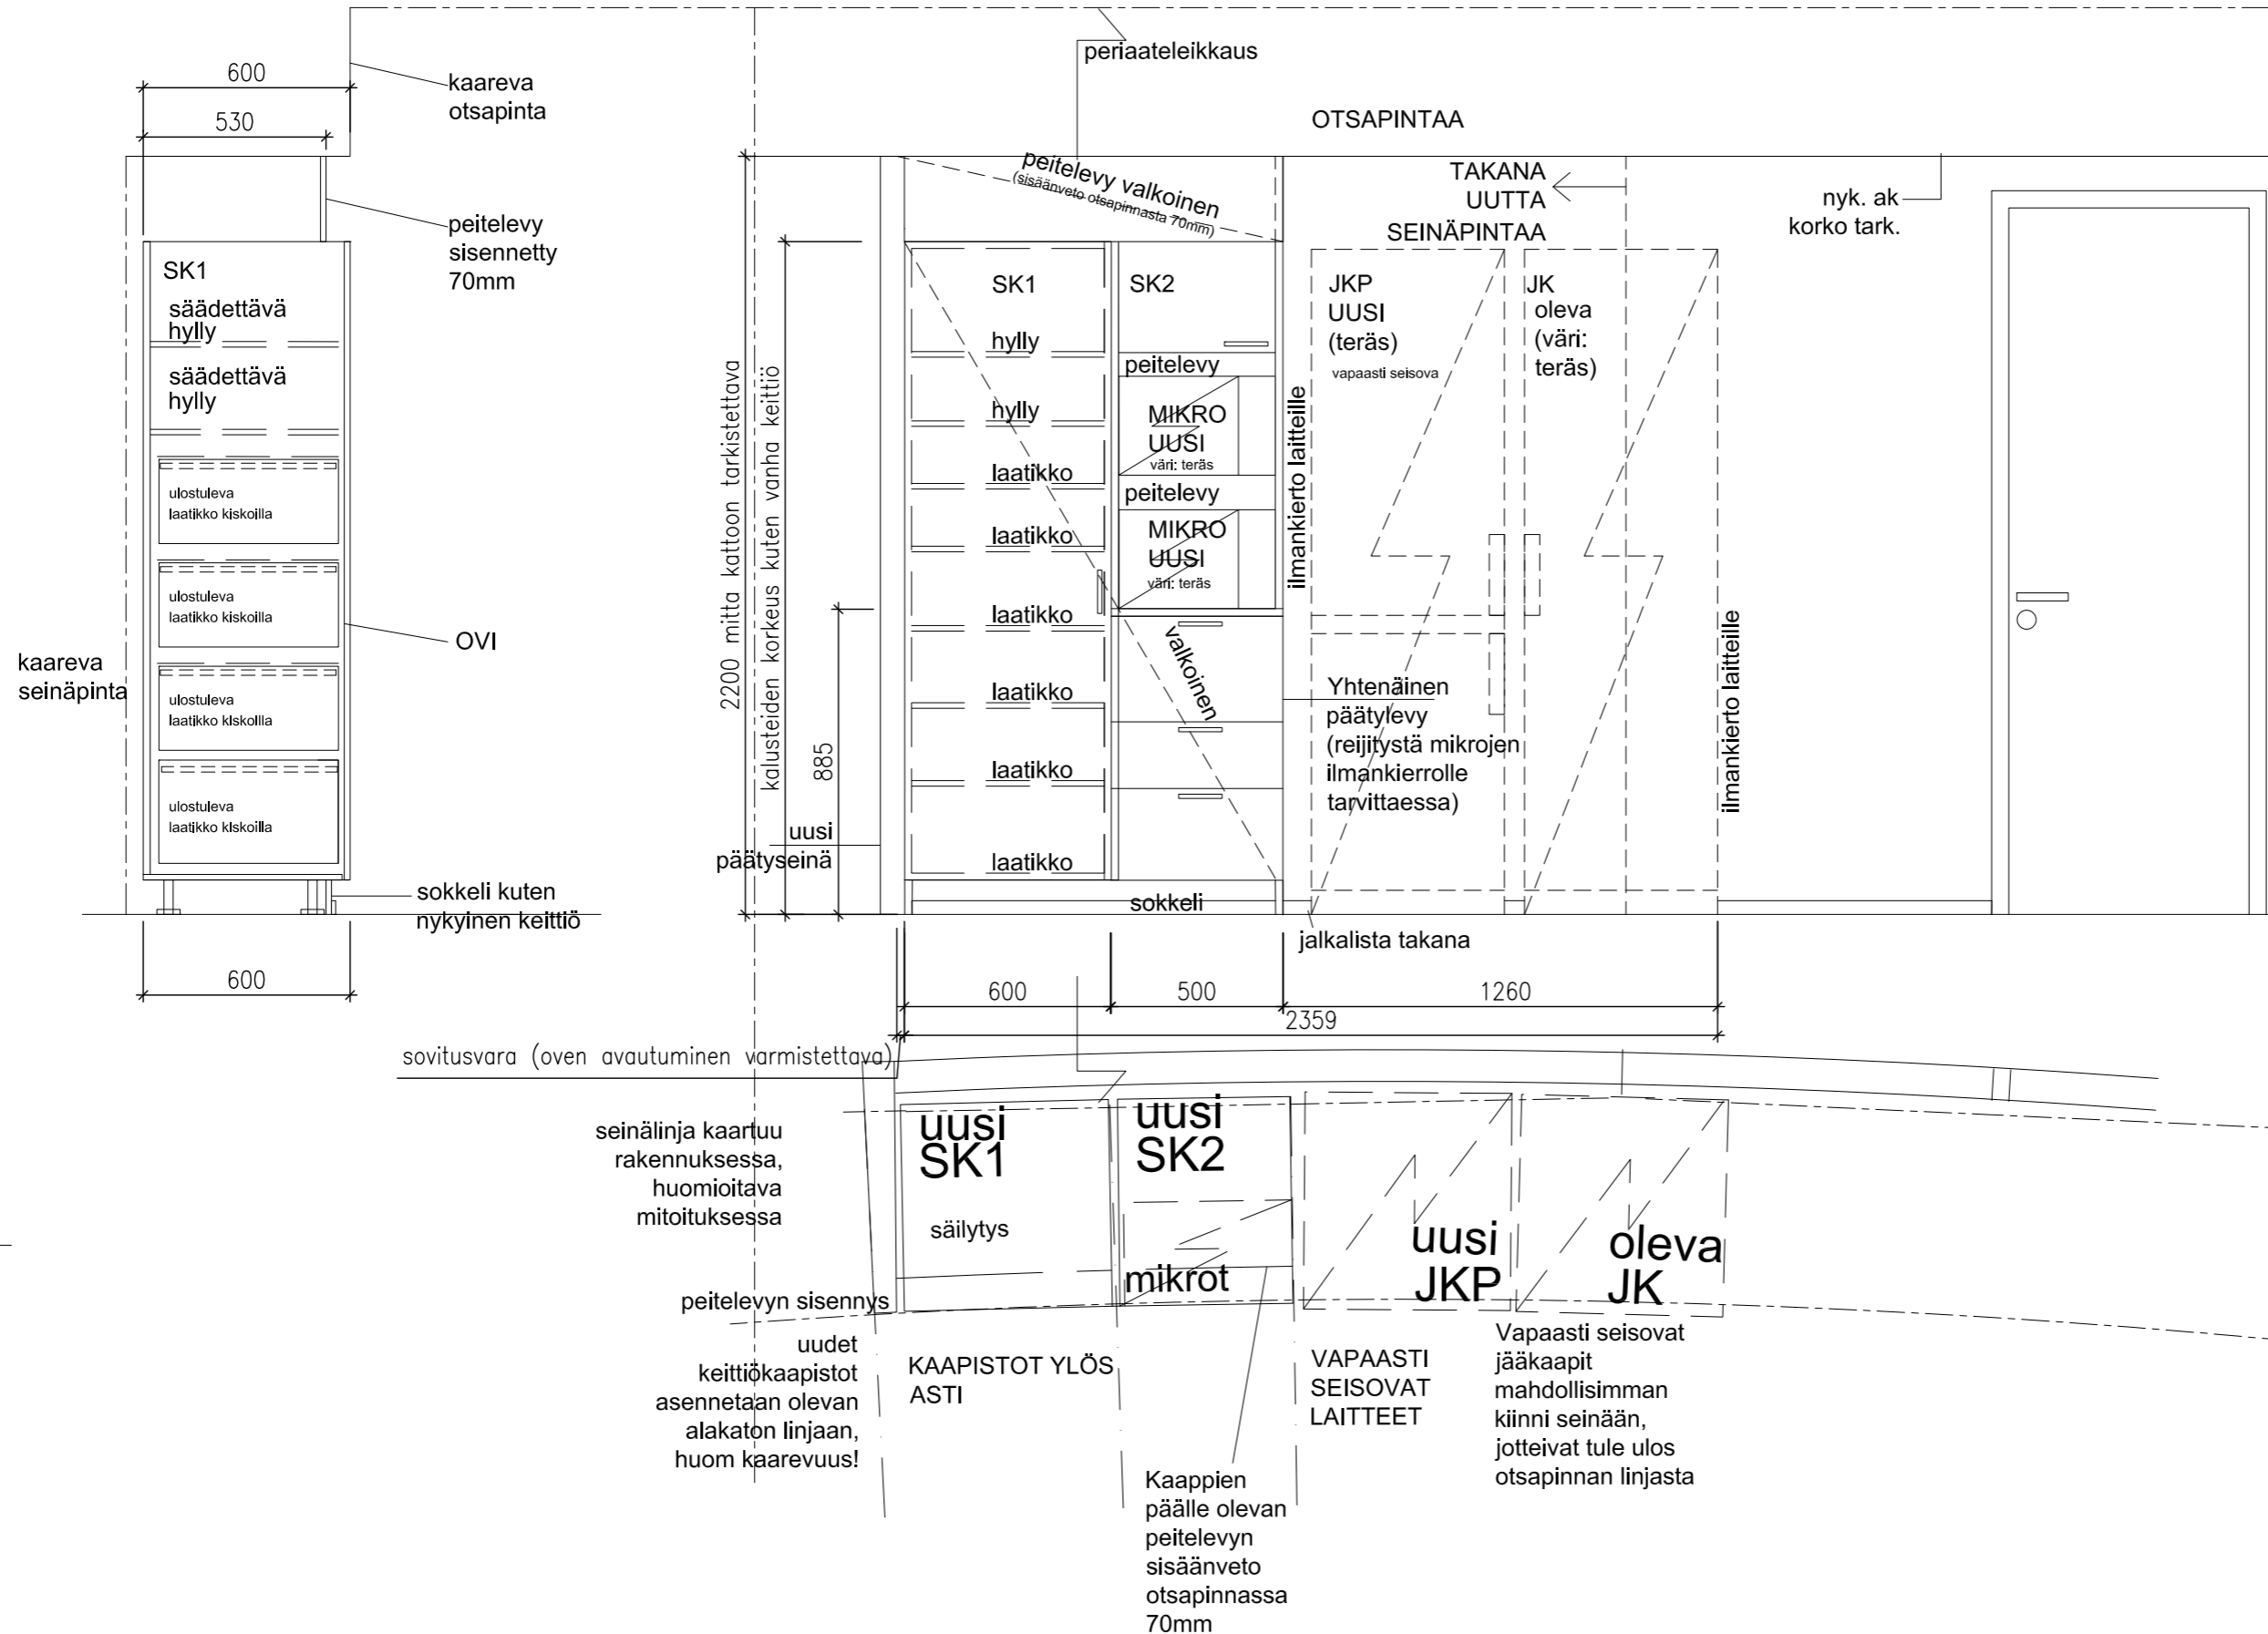 600
530
kaareva
otsapinta
peitelevy
sisennetty
70mm
SK1
säädettävä
hylly
säädettävä
hylly
ulostuleva
laatikko kiskoilla
ulostuleva
laatikko kiskoilla
ulostuleva
laatikko kiskoilla
ulostuleva
laatikko kiskoilla
OVI
kaareva
seinäpinta
sokkeli kuten
nykyinen keittiö
600
periaateleikkaus
OTSAPINTAA
peitelevy valkoinen
(sisäänveto otsapinnasta 70mm)
TAKANA
UUTTA
SEINÄPINTAA
nyk. ak
korko tark.
2200 mitta kattoon tarkistettava
kalusteiden korkeus kuten vanha keittiö
885
uusi
päätyseinä
SK1
hylly
hylly
laatikko
laatikko
laatikko
laatikko
laatikko
laatikko
SK2
peitelevy
MIKRO
UUSI
väri: teräs
peitelevy
MIKRO
UUSI
väri: teräs
valkoinen
sokkeli
ilmankierto laitteille
JKP
UUSI
(teräs)
vapaasti seisova
JK
oleva
(väri:
teräs)
Yhtenäinen
päätylevy
(reijitystä mikrojen
ilmankierrolle
tarvittaessa)
ilmankierto laitteille
jalkalista takana
600
500
1260
2359
sovitusvara (oven avautuminen varmistettava)
seinälinja kaartuu
rakennuksessa,
huomioitava
mitoituksessa
peitelevyn sisennys
uudet
keittiökaapistot
asennetaan olevan
alakaton linjaan,
huom kaarevuus!
uusi
SK1
säilytys
uusi
SK2
mikrot
uusi
JKP
oleva
JK
KAAPISTOT YLÖS
ASTI
VAPAASTI
SEISOVAT
LAITTEET
Vapaasti seisovat
jääkaapit
mahdollisimman
kiinni seinään,
jotteivat tule ulos
otsapinnan linjasta
Kaappien
päälle olevan
peitelevyn
sisäänveto
otsapinnassa
70mm